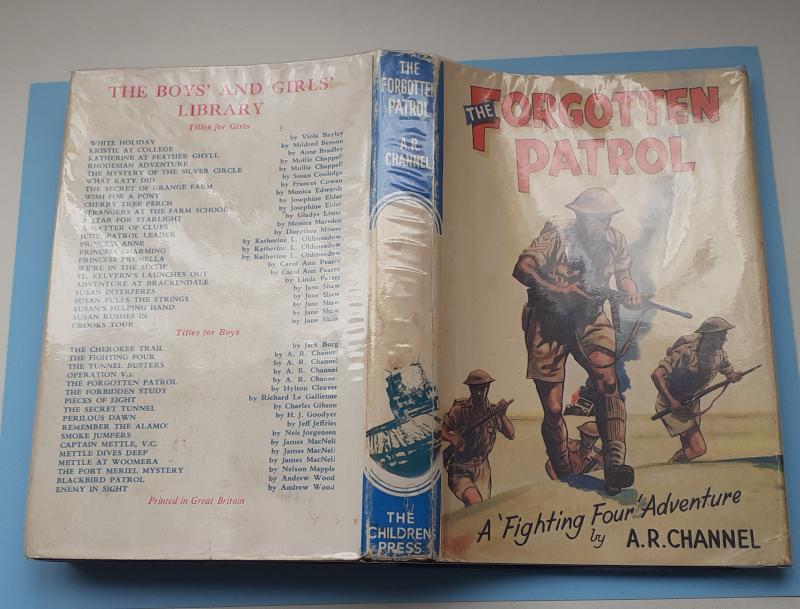 THE BOYS' AND GIRLS'
LIBRARY
Titles for Girls
WHITE HOLIDAY by Viola Bayley
KRISTIE AT COLLEGE by Mildred Benson
KATHERINE AT FEATHER GHYLL by Anne Bradley
RHODESIAN ADVENTURE by Mollie Chappell
THE MYSTERY OF THE SILVER CIRCLE by Mollie Chappell
WHAT KATY DID by Susan Coolidge
THE SECRET OF GRANGE FARM by Frances Cowen
WISH FOR A PONY by Monica Edwards
CHERRY TREE PERCH by Josephine Elder
STRANGERS AT THE FARM SCHOOL by Josephine Elder
A STAR FOR STARLIGHT by Gladys Lister
A MATTER OF CLUES by Monica Marsden
JUDY, PATROL LEADER by Dorothea Moore
PRINCESS ANNE by Katherine L. Oldmeadow
PRINCESS CHARMING by Katherine L. Oldmeadow
PRINCESS PRUNELLA by Katherine L. Oldmeadow
WE'RE IN THE SIXTH! by Carol Ann Pearce
ST. KELVERN'S LAUNCHES OUT by Carol Ann Pearce
ADVENTURE AT BRACKENDALE by Linda
SUSAN INTERFERES by Jane Shaw
SUSAN PULLS THE STRINGS by Jane Shaw
SUSAN'S HELPING HAND by Jane Shaw
SUSAN RUSHES IN by Jane Shaw
CROOKS TOUR by Jane Shaw
Titles for Boys
THE CHEROKEE TRAIL by Jack Borg
THE FIGHTING FOUR by A. R. Channel
THE TUNNEL BUSTERS by A. R. Channel
OPERATION V.2. by A. R. Channel
THE FORGOTTEN PATROL by A. R. Channel
THE FORBIDDEN STUDY by Hylton Cleaver
PIECES OF EIGHT by Richard Le Gallienne
THE SECRET TUNNEL by Charles Gibson
PERILOUS DAWN by H. J. Goodyer
REMEMBER THE ALAMO! by Jeff Jeffries
SMOKE JUMPERS by Nels Jorgensen
CAPTAIN METTLE, V.C. by James MacNeil
METTLE DIVES DEEP by James MacNeil
METTLE AT WOOMERA by James MacNeil
THE PORT MERIEL MYSTERY by Nelson Mapple
BLACKBIRD PATROL by Andrew Wood
ENEMY IN SIGHT by Andrew Wood
Printed in Great Britain
THE
FORGOTTEN
PATROL
A.R.
CHANNEL
THE
CHILDREN'S
PRESS
THE FORGOTTEN
PATROL
A 'Fighting Four' Adventure
by A.R. CHANNEL